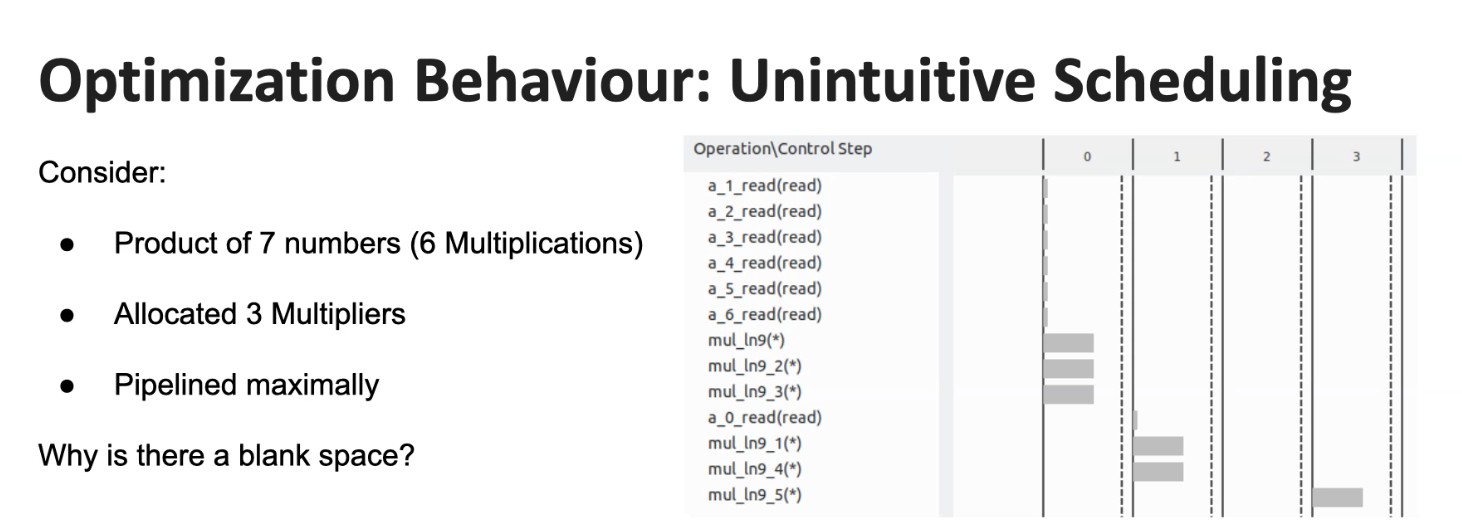 Optimization Behaviour: Unintuitive Scheduling
Consider:
● Product of 7 numbers (6 Multiplications)
● Allocated 3 Multipliers
● Pipelined maximally
Why is there a blank space?
Operation\Control Step 0 1 2 3
a_1_read(read)
a_2_read(read)
a_3_read(read)
a_4_read(read)
a_5_read(read)
a_6_read(read)
mul_ln9(*)
mul_ln9_2(*)
mul_ln9_3(*)
a_0_read(read)
mul_ln9_1(*)
mul_ln9_4(*)
mul_ln9_5(*)